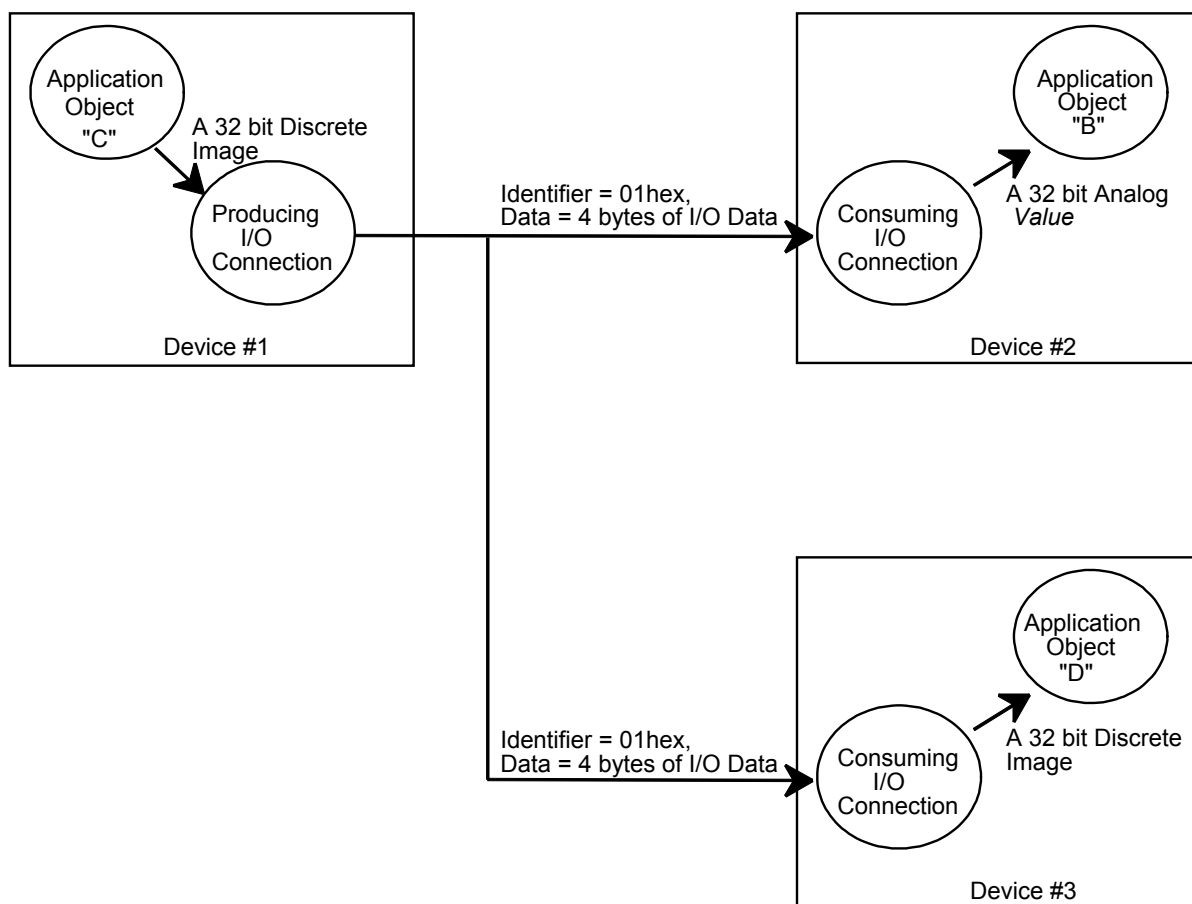 Application
Object
"C"
A 32 bit Discrete
Image
Producing
I/O
Connection
Device #1
Identifier = 01hex,
Data = 4 bytes of I/O Data
Consuming
I/O
Connection
Application
Object
"B"
A 32 bit Analog
Value
Device #2
Identifier = 01hex,
Data = 4 bytes of I/O Data
Consuming
I/O
Connection
Application
Object
"D"
A 32 bit Discrete
Image
Device #3